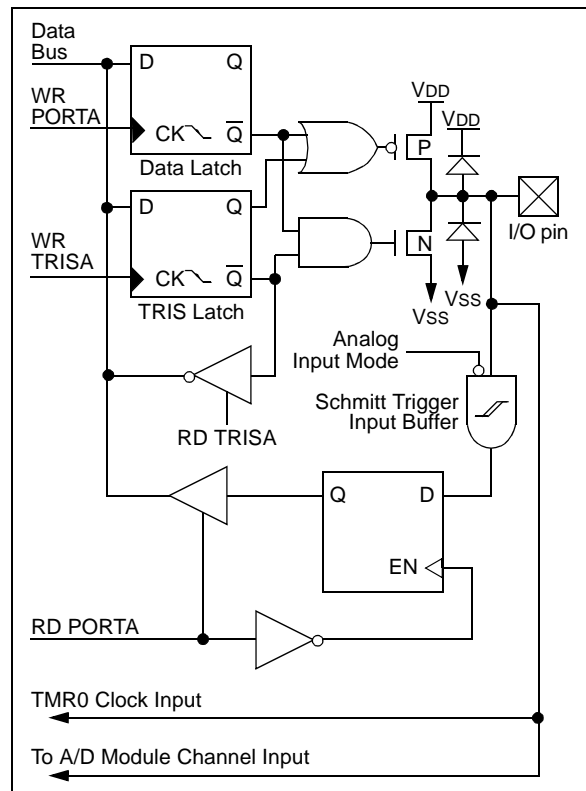 Data
Bus
D Q
VDD
WR
PORTA
VDD
CK Q
P
Data Latch
D Q
I/O pin
WR
TRISA
N
CK Q
VSS
TRIS Latch
VSS
Analog
Input Mode
Schmitt Trigger
Input Buffer
RD TRISA
Q D
EN
RD PORTA
TMR0 Clock Input
To A/D Module Channel Input